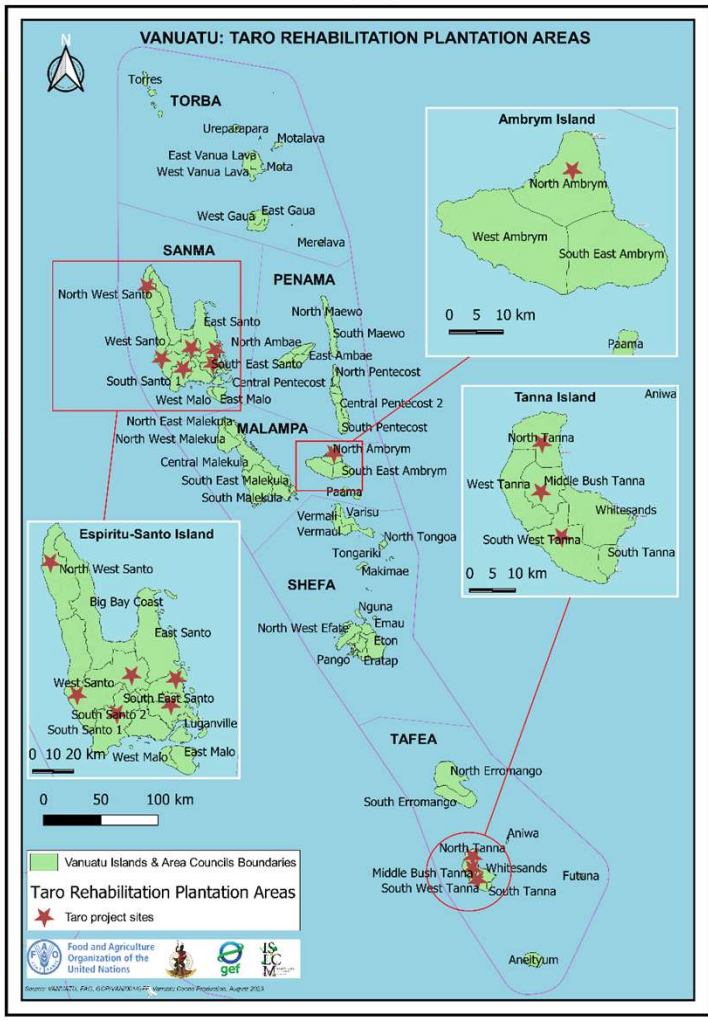 VANUATU: TARO REHABILITATION PLANTATION AREAS
N
Torres
TORBA
Ureparapara
Motalava
East Vanua Lava
West Vanua Lava
Mota
East Gaua
West Gaua
Merelava
SANMA
North West Santo
East Santo
West Santo
South East Santo
South Santo 1
West Malo
East Malo
PENAMA
North Maewo
South Maewo
North Ambae
East Ambae
North Pentecost
Central Pentecost 1
Central Pentecost 2
South Pentecost
MALAMPA
North East Malekula
North West Malekula
Central Malekula
South East Malekula
South Malekula
North Ambrym
South East Ambrym
Paama
Vermali
Varisu
Vermaul
North Tongoa
Tongariki
Makimae
SHEFA
Nguna
Emau
North West Efate
Eton
Pango
Eratap
TAFEA
North Erromango
South Erromango
Aniwa
North Tanna
Whitesands
Middle Bush Tanna
South West Tanna
South Tanna
Futuna
Aneityum
Ambrym Island
North Ambrym
West Ambrym
South East Ambrym
0 5 10 km
Paama
Tanna Island
Aniwa
North Tanna
West Tanna
Middle Bush Tanna
Whitesands
South West Tanna
South Tanna
0 5 10 km
Espiritu-Santo Island
North West Santo
Big Bay Coast
East Santo
West Santo
South East Santo
South Santo 2
South Santo 1
Luganville
West Malo
East Malo
0 10 20 km
0 50 100 km
Vanuatu Islands & Area Councils Boundaries
Taro Rehabilitation Plantation Areas
Taro project sites
Food and Agriculture
Organization of the
United Nations
gef